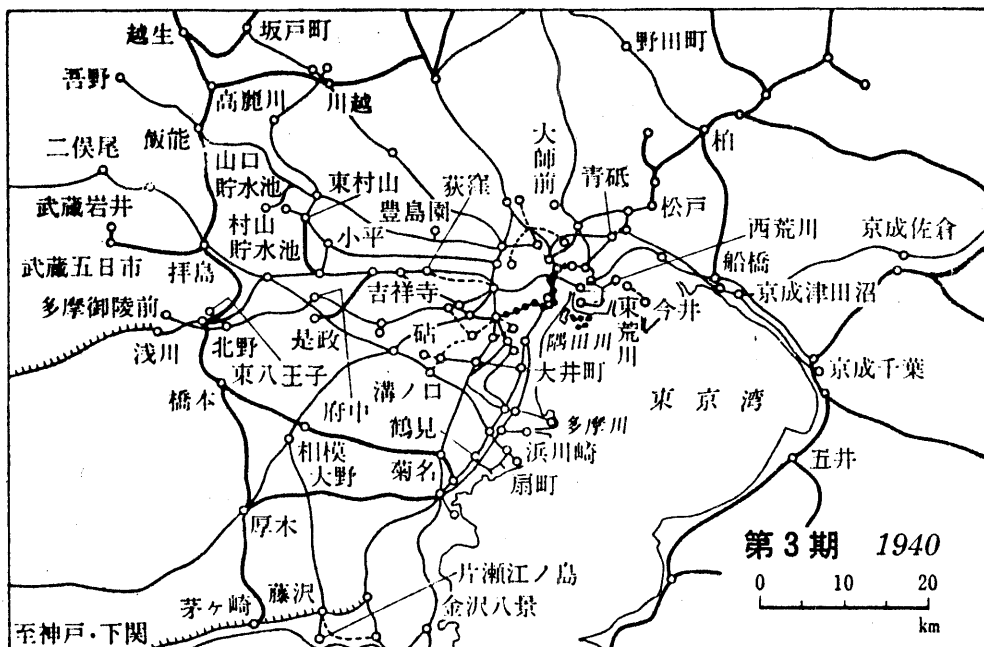 越生
坂戸町
野田町
吾野
高麗川
川越
大師前
柏
飯能
二俣尾
山口
貯水池
東村山
荻窪
青砥
松戸
武蔵岩井
村山
貯水池
豊島園
小平
西荒川
京成佐倉
武蔵五日市
拝島
船橋
多摩御陵前
吉祥寺
東荒川
今井
京成津田沼
浅川
北野
是政
砧
隅田川
東八王子
溝ノ口
大井町
京成千葉
橋本
府中
東京湾
鶴見
多摩川
相模
大野
菊名
浜川崎
扇町
五井
厚木
第3期 1940
片瀬江ノ島
0 10 20
km
茅ヶ崎
藤沢
金沢八景
至神戸・下関